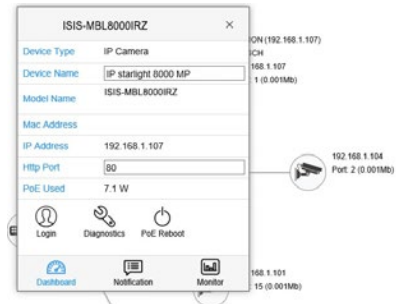 ISIS-MBL8000IRZ ×
Device Type IP Camera
Device Name IP starlight 8000 MP
Model Name ISIS-MBL8000IRZ
Mac Address
IP Address 192.168.1.107
Http Port 80
PoE Used 7.1 W
Login Diagnostics PoE Reboot
Dashboard Notification Monitor
ON (192.168.1.107)
CH
168.1.107
1 (0.001Mb)
192.168.1.104
Port: 2 (0.001Mb)
168.1.101
15 (0.001Mb)